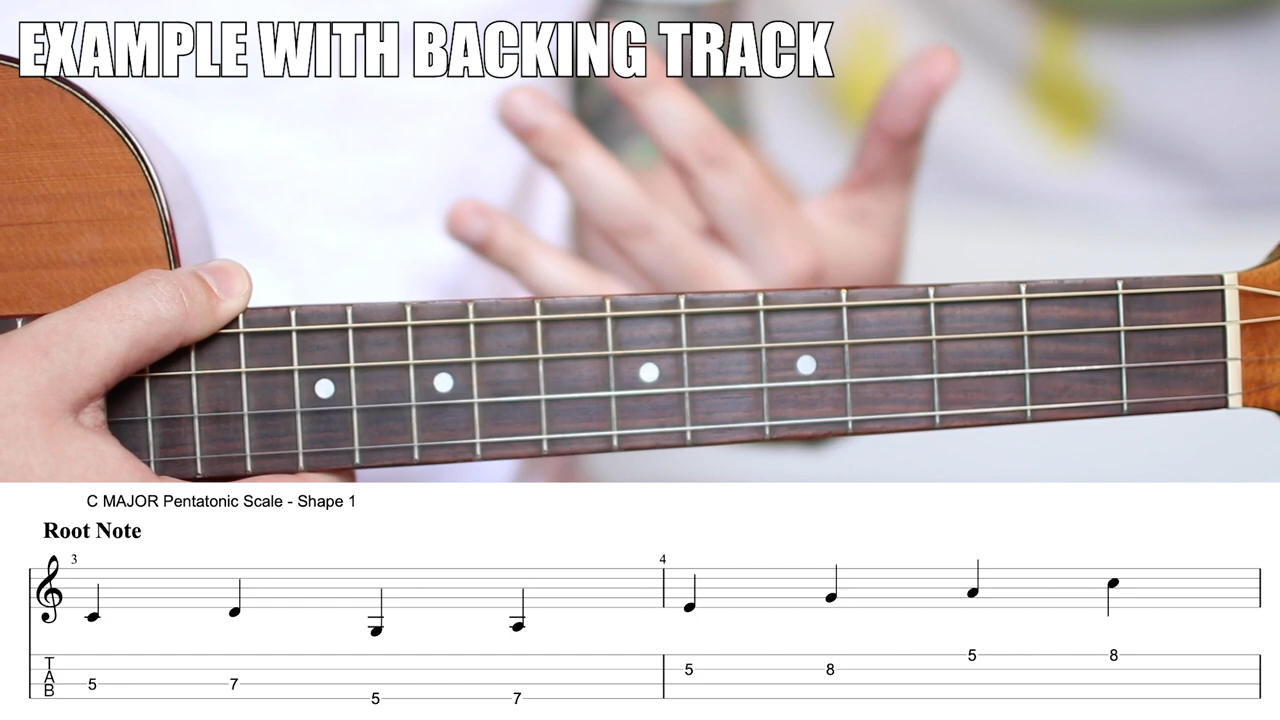 EXAMPLE WITH BACKING TRACK
C MAJOR Pentatonic Scale - Shape 1
Root Note
3 4
T
A
B
5 7 5 7 5 8 5 8